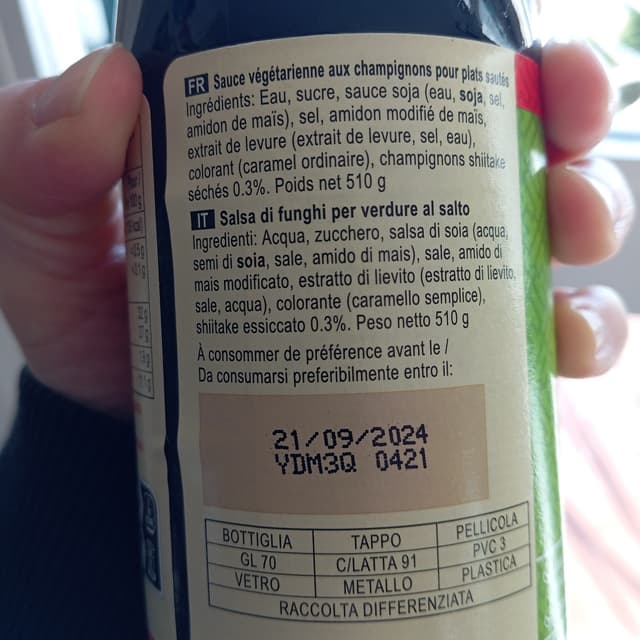 FR Sauce végétarienne aux champignons pour plats sautés
Ingrédients: Eau, sucre, sauce soja (eau, soja, sel,
amidon de maïs), sel, amidon modifié de maïs,
extrait de levure (extrait de levure, sel, eau),
colorant (caramel ordinaire), champignons shiitake
séchés 0.3%. Poids net 510 g
IT Salsa di funghi per verdure al salto
Ingredienti: Acqua, zucchero, salsa di soia (acqua,
semi di soia, sale, amido di mais), sale, amido di
mais modificato, estratto di lievito (estratto di lievito,
sale, acqua), colorante (caramello semplice),
shiitake essiccato 0.3%. Peso netto 510 g
À consommer de préférence avant le /
Da consumarsi preferibilmente entro il:
21/09/2024
YDM3Q 0421
BOTTIGLIA TAPPO PELLICOLA
GL 70 C/LATTA 91 PVC 3
VETRO METALLO PLASTICA
RACCOLTA DIFFERENZIATA